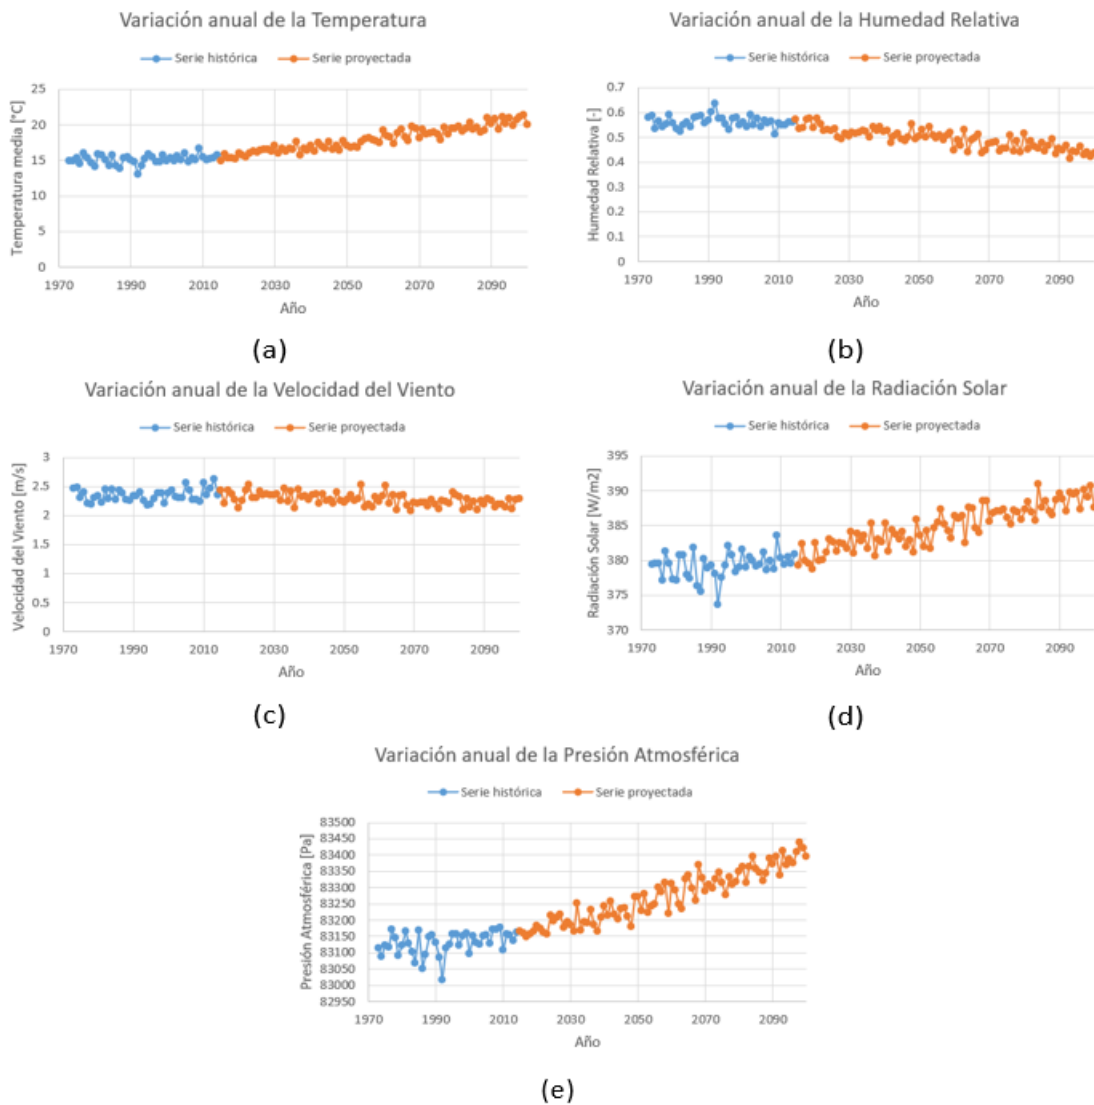 Variación anual de la Temperatura
Serie histórica Serie proyectada
Temperatura media [°C]
25
20
15
10
5
0
1970 1990 2010 2030 2050 2070 2090
Año
(a)
Variación anual de la Humedad Relativa
Serie histórica Serie proyectada
Humedad Relativa [-]
0.7
0.6
0.5
0.4
0.3
0.2
0.1
0
1970 1990 2010 2030 2050 2070 2090
Año
(b)
Variación anual de la Velocidad del Viento
Serie histórica Serie proyectada
Velocidad del Viento [m/s]
3
2.5
2
1.5
1
0.5
0
1970 1990 2010 2030 2050 2070 2090
Año
(c)
Variación anual de la Radiación Solar
Serie histórica Serie proyectada
Radiación Solar [W/m2]
395
390
385
380
375
370
1970 1990 2010 2030 2050 2070 2090
Año
(d)
Variación anual de la Presión Atmosférica
Serie histórica Serie proyectada
Presión Atmosférica [Pa]
83500
83450
83400
83350
83300
83250
83200
83150
83100
83050
83000
82950
1970 1990 2010 2030 2050 2070 2090
Año
(e)